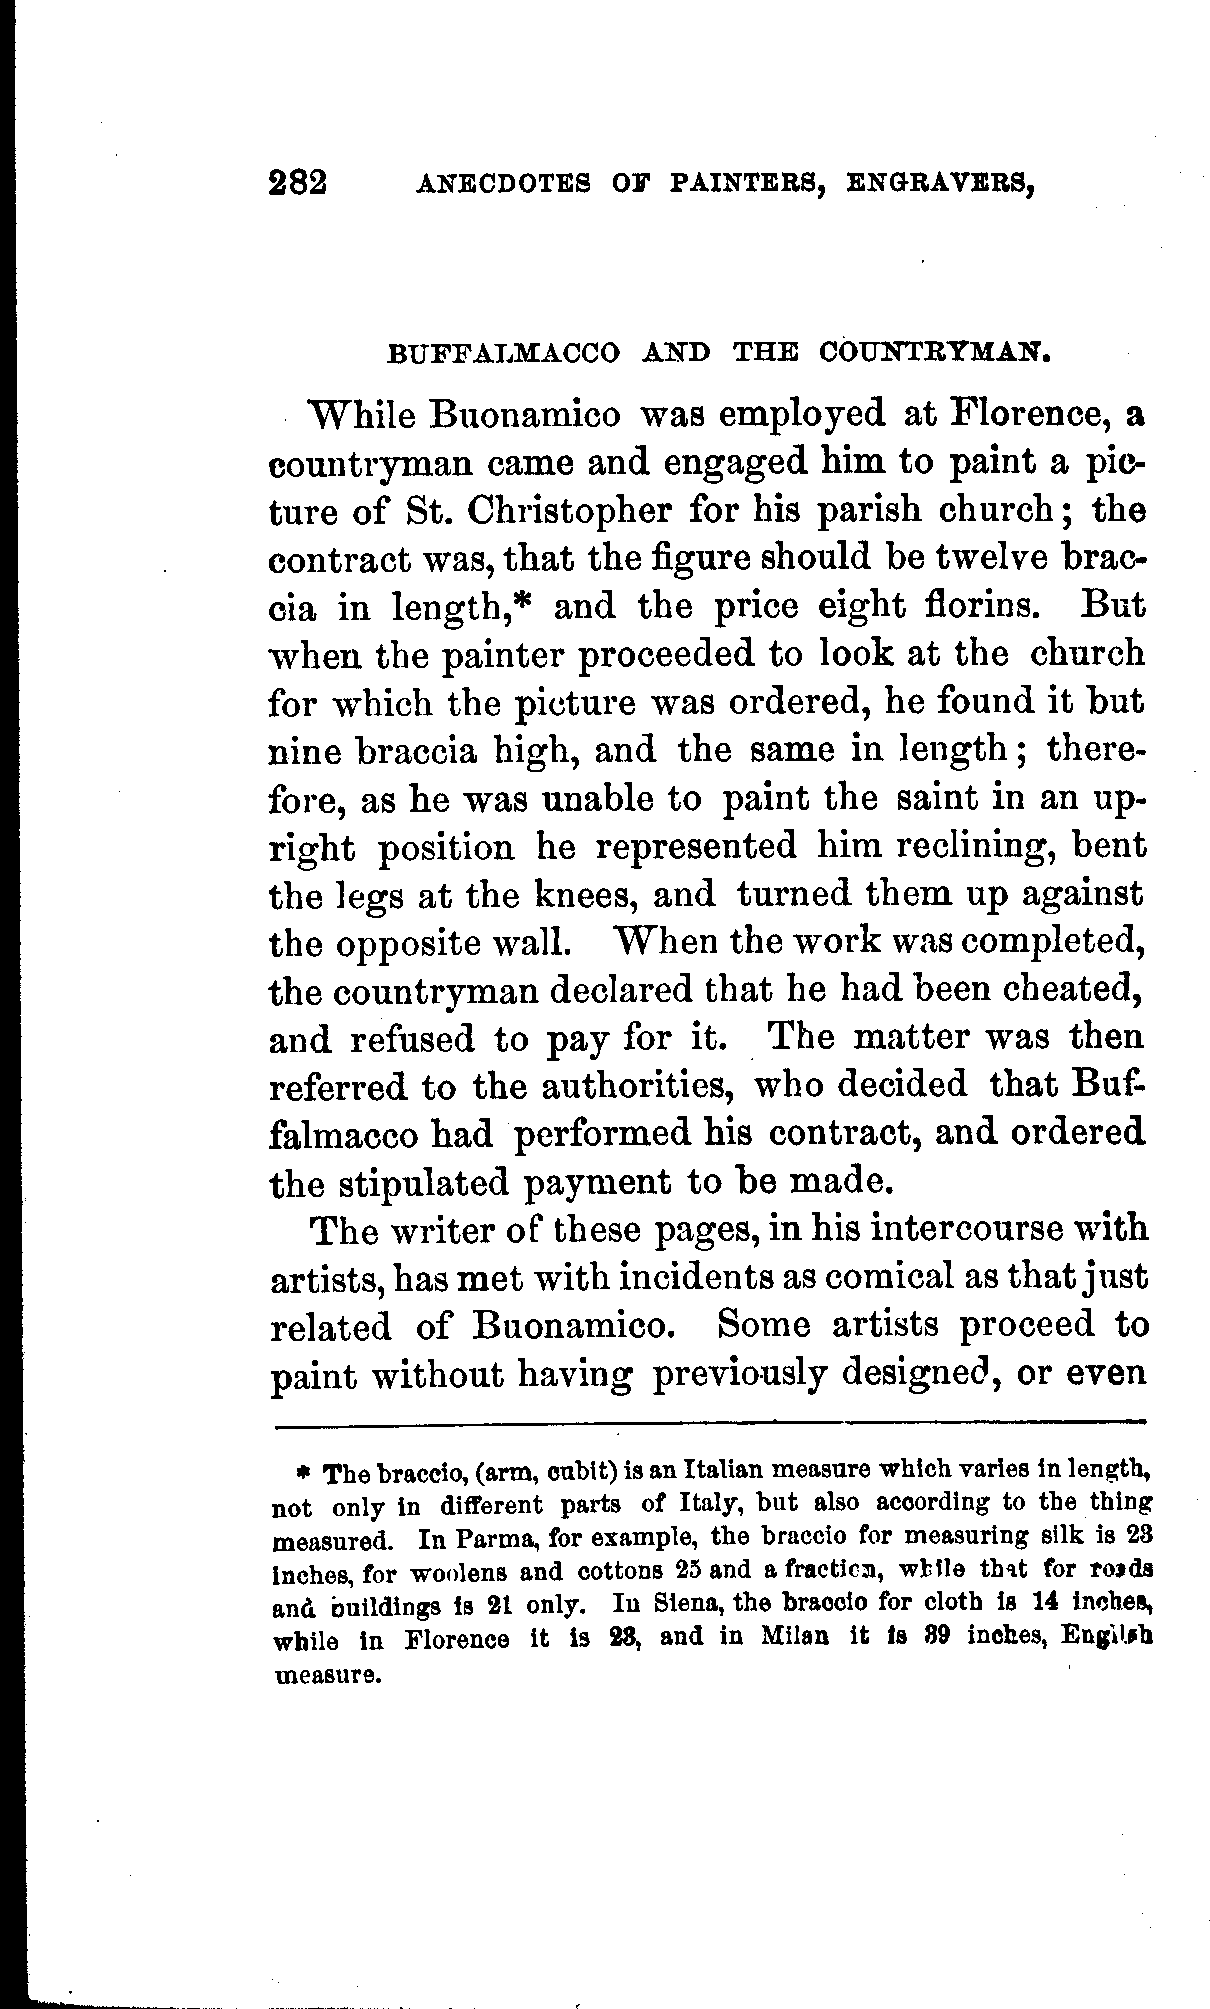 282 ANECDOTES OF PAINTERS, ENGRAVERS,
BUFFALMACCO AND THE COUNTRYMAN.
While Buonamico was employed at Florence, a
countryman came and engaged him to paint a pic-
ture of St. Christopher for his parish church; the
contract was, that the figure should be twelve brac-
cia in length,* and the price eight florins. But
when the painter proceeded to look at the church
for which the picture was ordered, he found it but
nine braccia high, and the same in length; there-
fore, as he was unable to paint the saint in an up-
right position he represented him reclining, bent
the legs at the knees, and turned them up against
the opposite wall. When the work was completed,
the countryman declared that he had been cheated,
and refused to pay for it. The matter was then
referred to the authorities, who decided that Buf-
falmacco had performed his contract, and ordered
the stipulated payment to be made.
The writer of these pages, in his intercourse with
artists, has met with incidents as comical as that just
related of Buonamico. Some artists proceed to
paint without having previously designed, or even
* The braccio, (arm, cubit) is an Italian measure which varies in length,
not only in different parts of Italy, but also according to the thing
measured. In Parma, for example, the braccio for measuring silk is 23
inches, for woolens and cottons 25 and a fraction, while that for roads
and buildings is 21 only. In Siena, the braccio for cloth is 14 inches,
while in Florence it is 23, and in Milan it is 39 inches, English
measure.